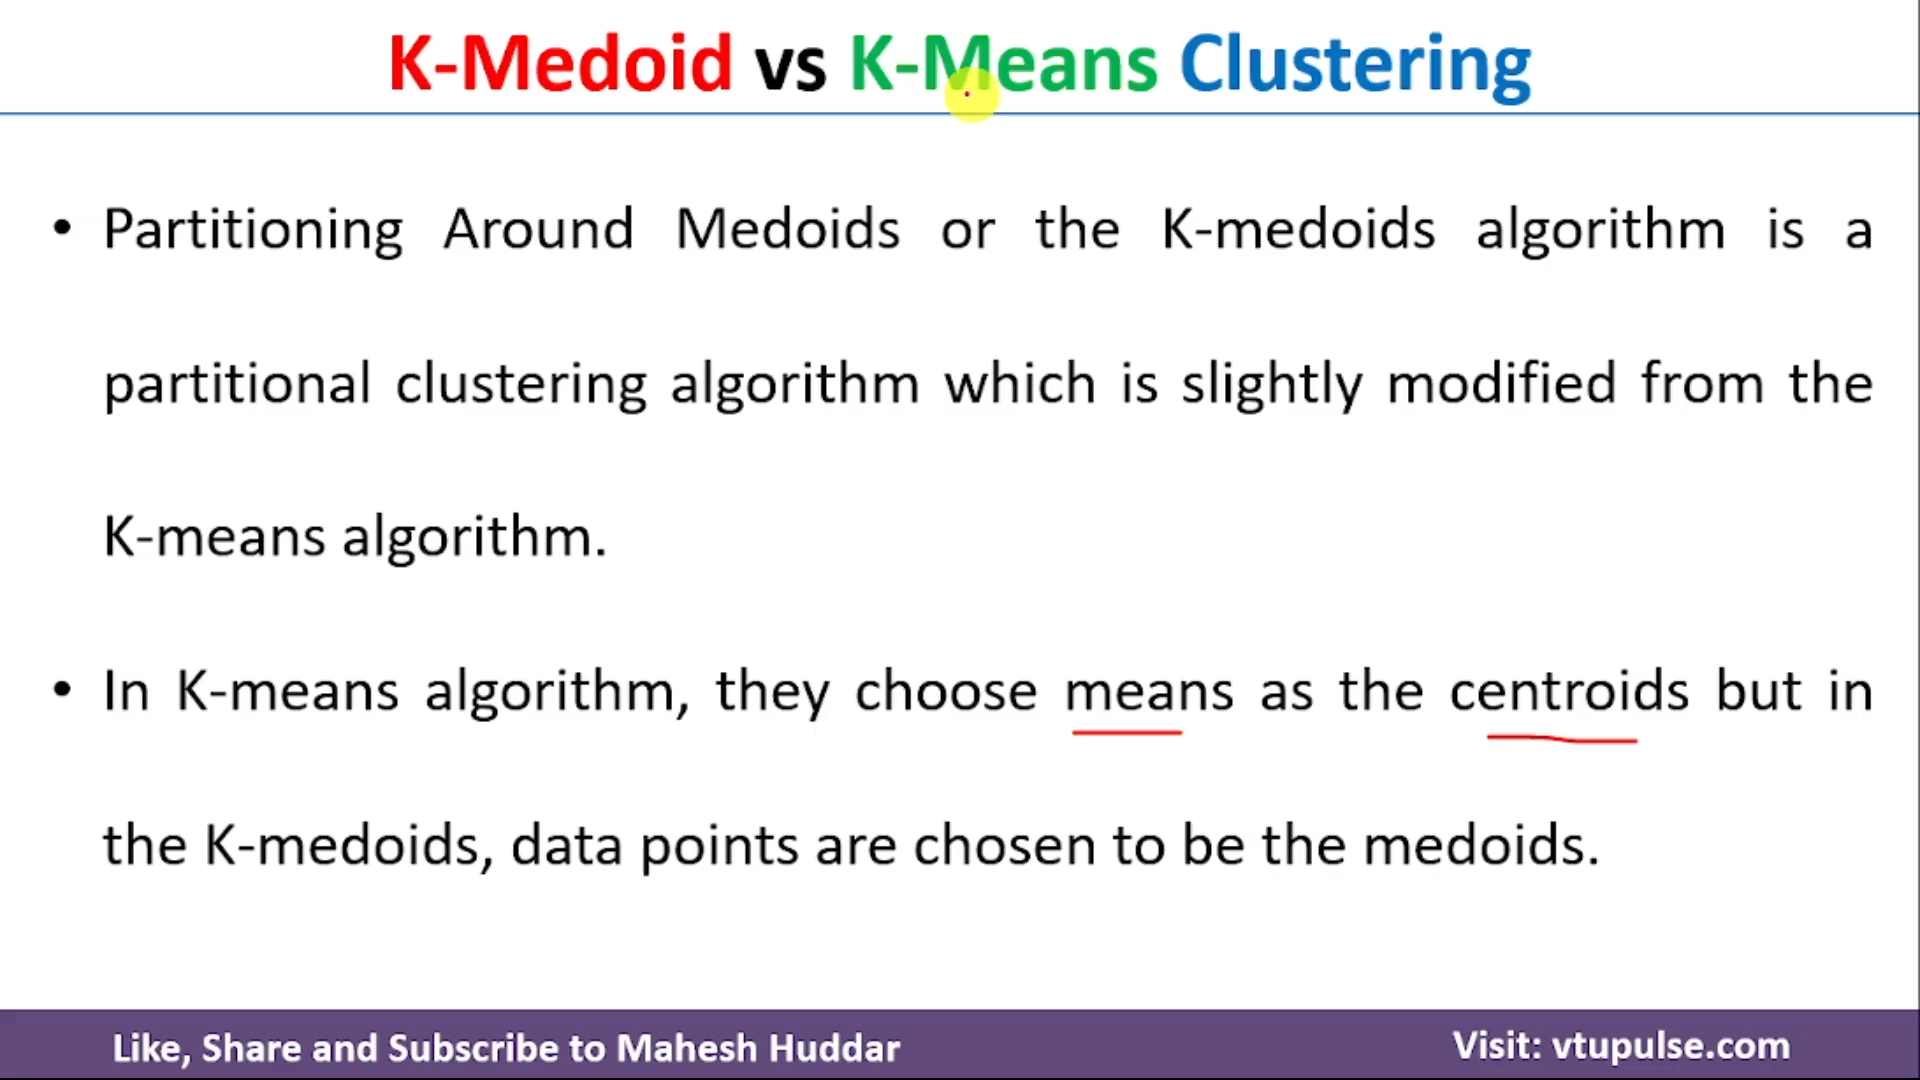 K-Medoid vs K-Means Clustering
• Partitioning Around Medoids or the K-medoids algorithm is a
partitional clustering algorithm which is slightly modified from the
K-means algorithm.
• In K-means algorithm, they choose means as the centroids but in
the K-medoids, data points are chosen to be the medoids.
Like, Share and Subscribe to Mahesh Huddar
Visit: vtupulse.com